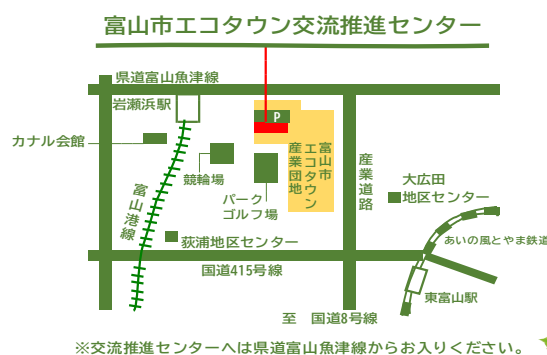 富山市エコタウン交流推進センター
県道富山魚津線
岩瀬浜駅
P
カナル会館
競輪場
パーク
ゴルフ場
富山市
エコタウン
産業団地
産業道路
大広田
地区センター
富山港線
荻浦地区センター
あいの風とやま鉄道
国道415号線
東富山駅
至 国道8号線
※交流推進センターへは県道富山魚津線からお入りください。